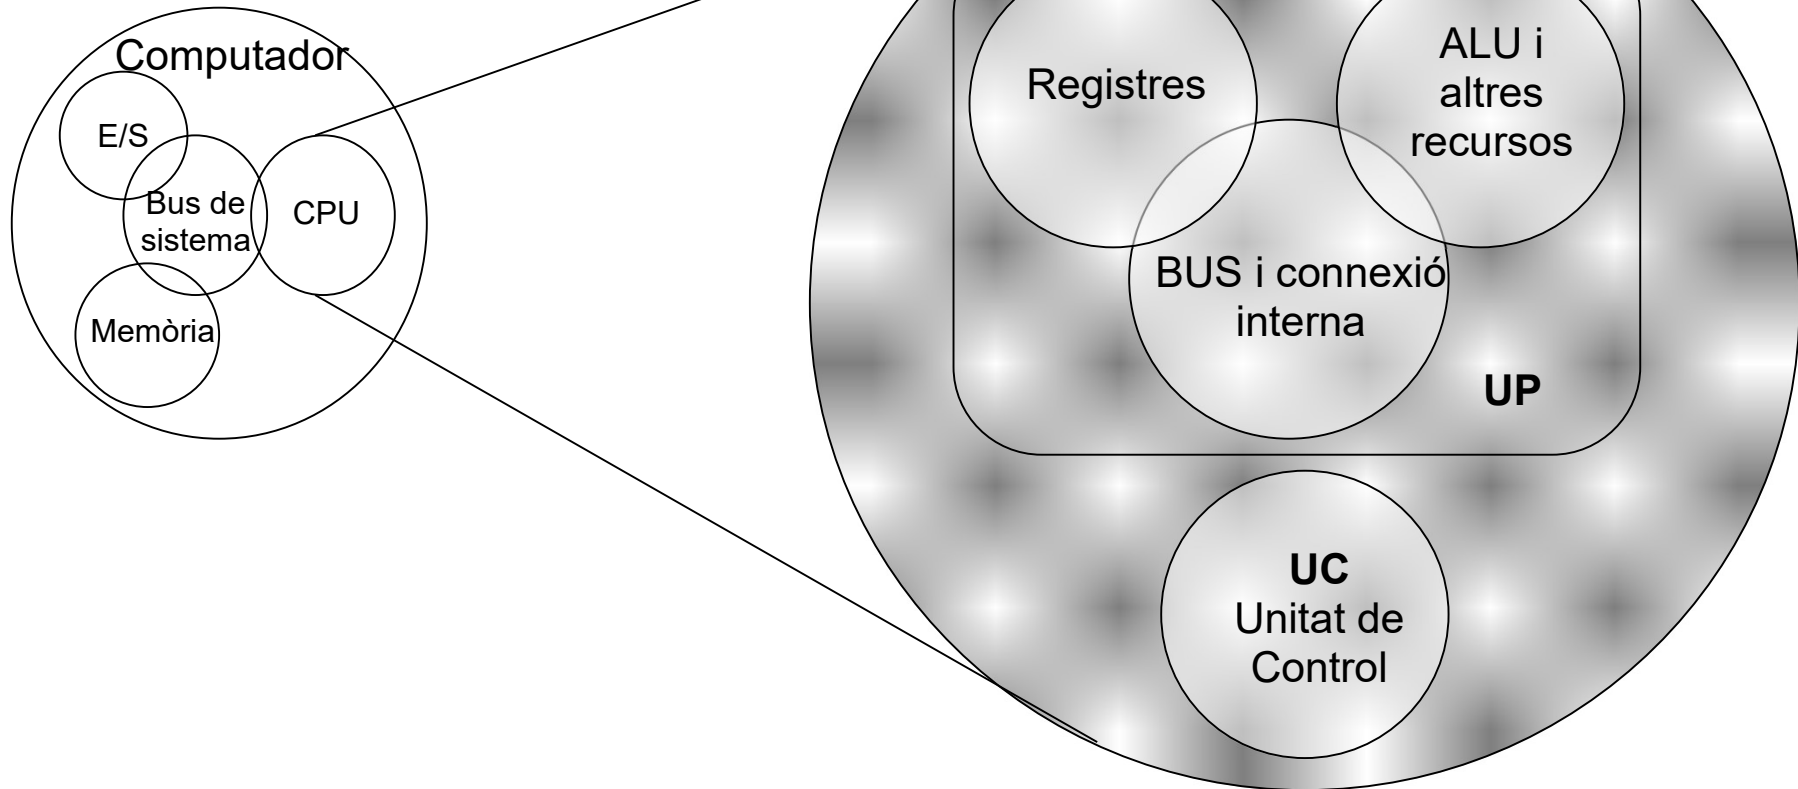 Computador
E/S
Bus de
sistema
CPU
Memòria
Registres
ALU i
altres
recursos
BUS i connexió
interna
UP
UC
Unitat de
Control